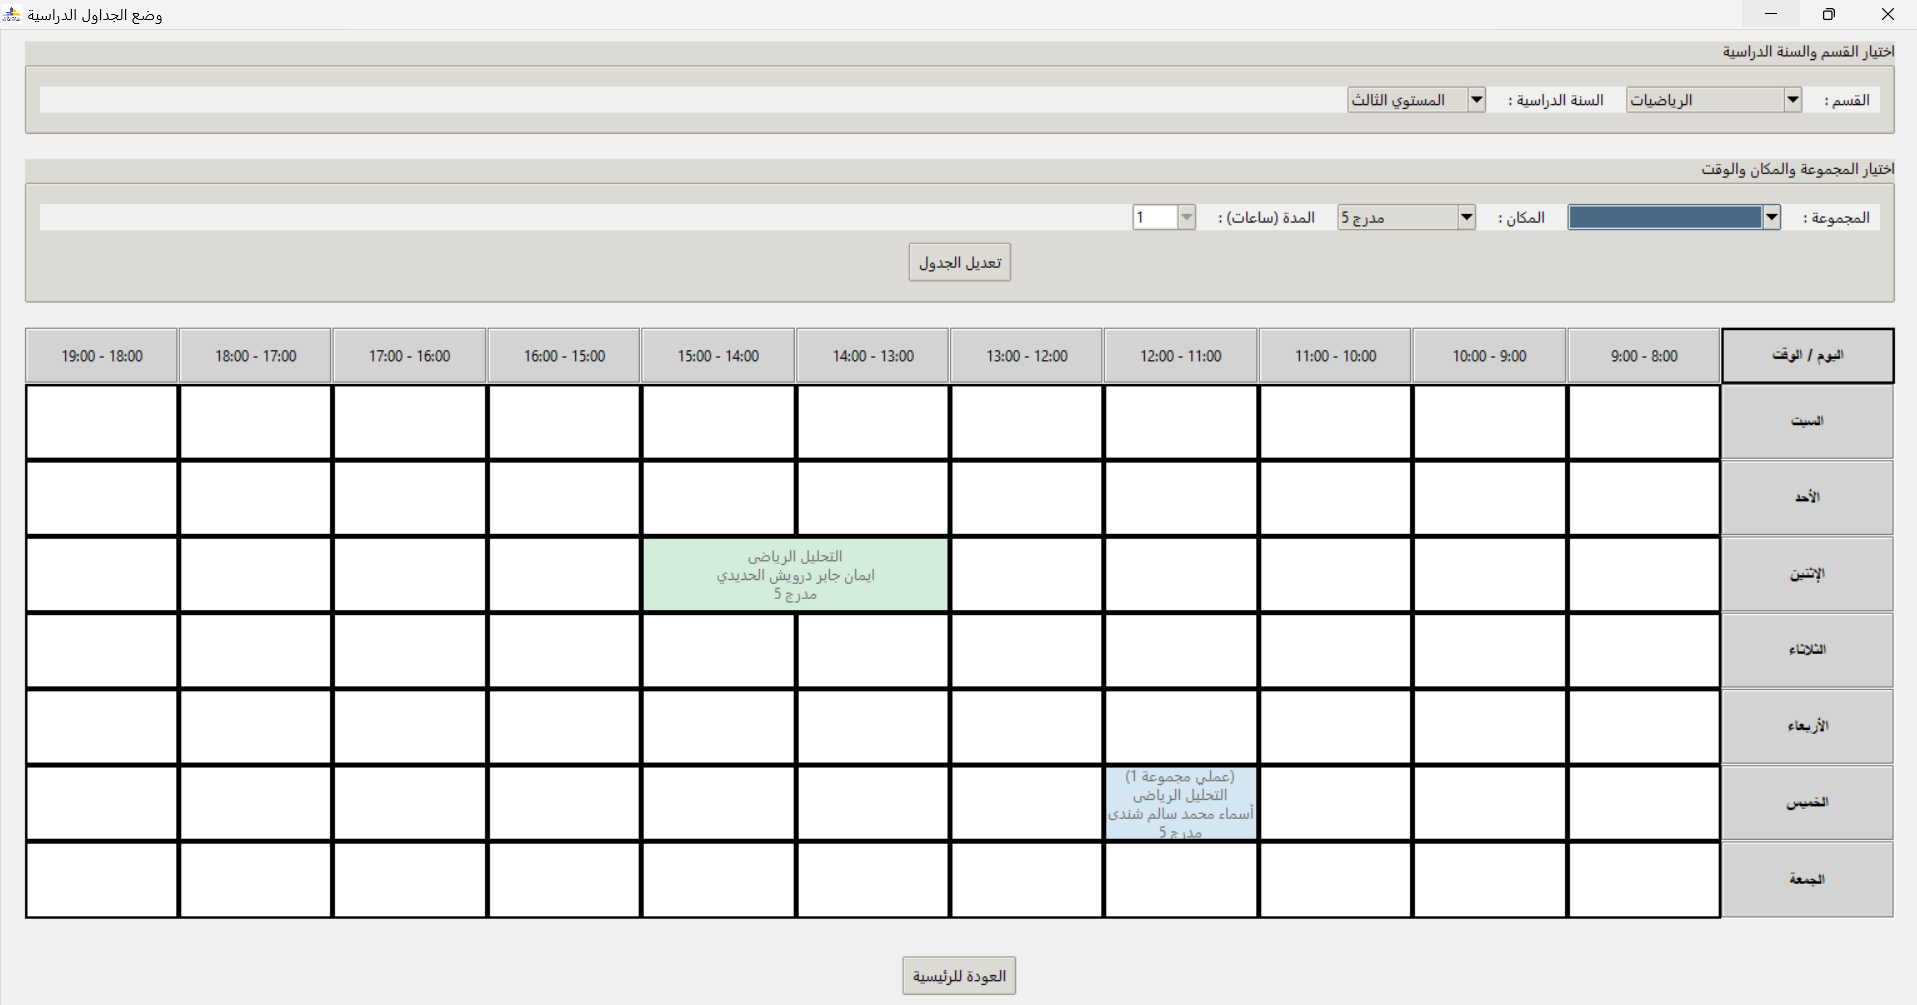 وضع الجداول الدراسية
اختيار القسم والسنة الدراسية
القسم : الرياضيات السنة الدراسية : المستوي الثالث
اختيار المجموعة والمكان والوقت
المجموعة : المكان : مدرج 5 المدة (ساعات) : 1
تعديل الجدول
اليوم / الوقت 8:00 - 9:00 9:00 - 10:00 10:00 - 11:00 11:00 - 12:00 12:00 - 13:00 13:00 - 14:00 14:00 - 15:00 15:00 - 16:00 16:00 - 17:00 17:00 - 18:00 18:00 - 19:00
السبت
الأحد
الإثنين
التحليل الرياضى
ايمان جابر درويش الحديدي
مدرج 5
الثلاثاء
الأربعاء
الخميس
(عملي مجموعة 1)
التحليل الرياضى
أسماء محمد سالم شندى
مدرج 5
الجمعة
العودة للرئيسية